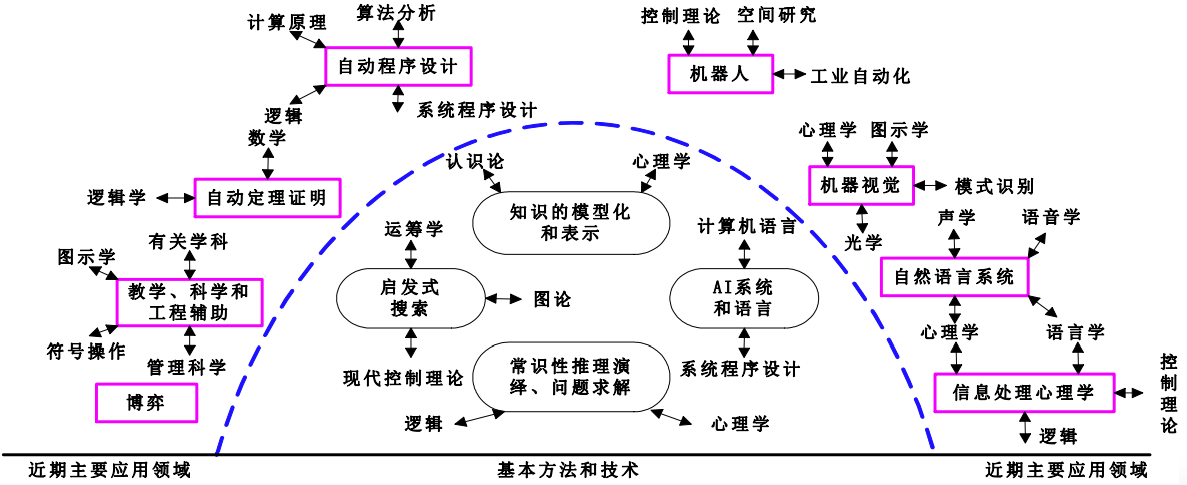 计算原理
算法分析
自动程序设计
逻辑
系统程序设计
数学
逻辑学
自动定理证明
图示学
有关学科
教学、科学和
工程辅助
符号操作
管理科学
博弈
认识论
心理学
知识的模型化
和表示
运筹学
启发式
搜索
图论
现代控制理论
计算机语言
AI系统
和语言
系统程序设计
常识性推理演
绎、问题求解
逻辑
心理学
控制理论
空间研究
机器人
工业自动化
心理学
图示学
机器视觉
模式识别
光学
声学
语音学
自然语言系统
心理学
语言学
信息处理心理学
控制理论
逻辑
近期主要应用领域
基本方法和技术
近期主要应用领域